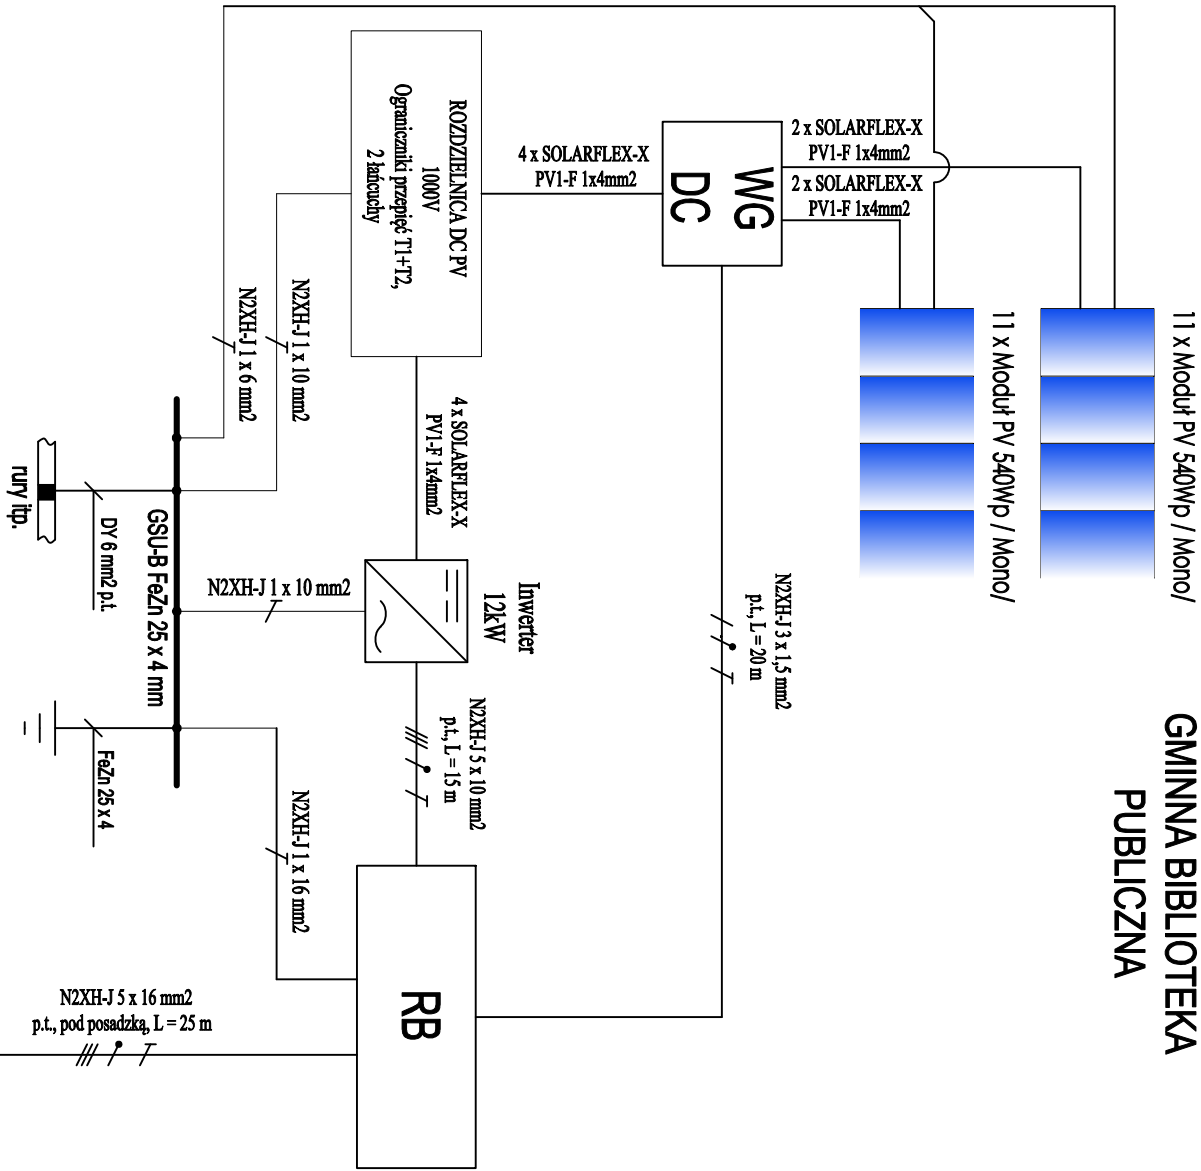 GMINNA BIBLIOTEKA
PUBLICZNA
11 x Moduł PV 540Wp / Mono/
11 x Moduł PV 540Wp / Mono/
2 x SOLARFLEX-X
PV1-F 1x4mm2
2 x SOLARFLEX-X
PV1-F 1x4mm2
WG
DC
4 x SOLARFLEX-X
PV1-F 1x4mm2
ROZDZIELNICA DC PV
1000V
Ograniczniki przepięć T1+T2,
2 łańcuchy
N2XH-J 1 x 10 mm2
N2XH-J 1 x 6 mm2
4 x SOLARFLEX-X
PV1-F 1x4mm2
Inwerter
12kW
N2XH-J 3 x 1,5 mm2
p.t., L = 20 m
N2XH-J 1 x 10 mm2
GSU-B FeZn 25 x 4 mm
DY 6 mm2 p.t.
rury itp.
FeZn 25 x 4
N2XH-J 5 x 10 mm2
p.t., L = 15 m
N2XH-J 1 x 16 mm2
RB
N2XH-J 5 x 16 mm2
p.t., pod posadzką, L = 25 m